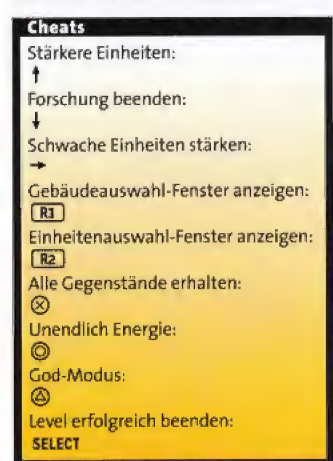 Cheats
Stärkere Einheiten:
↑
Forschung beenden:
↓
Schwache Einheiten stärken:
→
Gebäudeauswahl-Fenster anzeigen:
R1
Einheitenauswahl-Fenster anzeigen:
R2
Alle Gegenstände erhalten:
ⓧ
Unendlich Energie:
◎
God-Modus:
△
Level erfolgreich beenden:
SELECT